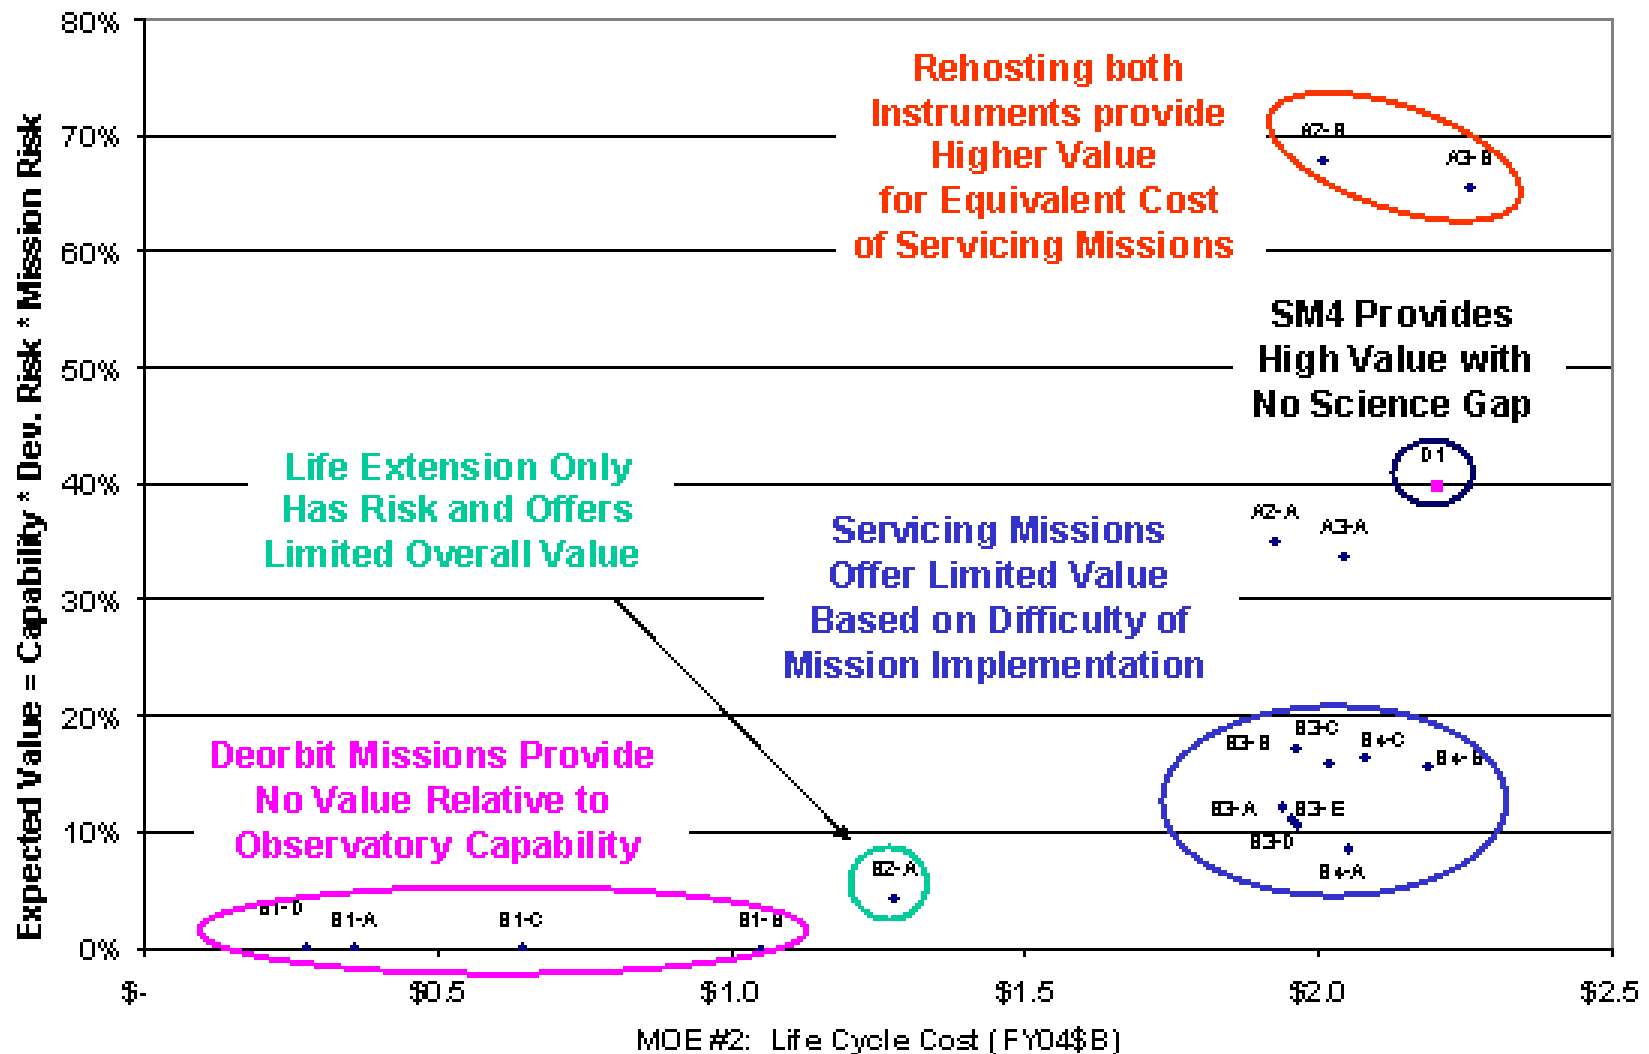 80%
Rehosting both
Instruments provide
Higher Value
for Equivalent Cost
of Servicing Missions
A2-B
A3-B
70%
60%
SM4 Provides
High Value with
No Science Gap
50%
D1
Life Extension Only
Has Risk and Offers
Limited Overall Value
40%
A2-A
A3-A
Servicing Missions
Offer Limited Value
Based on Difficulty of
Mission Implementation
30%
20%
B3-B
B3-C
B4-C
B4-B
Deorbit Missions Provide
No Value Relative to
Observatory Capability
B3-A
B3-E
B3-D
B4-A
10%
B2-A
B1-D
B1-A
B1-C
B1-B
0%
$-
$0.5
$1.0
$1.5
$2.0
$2.5
MOE #2: Life Cycle Cost (FY04$B)
Expected Value = Capability * Dev. Risk * Mission Risk